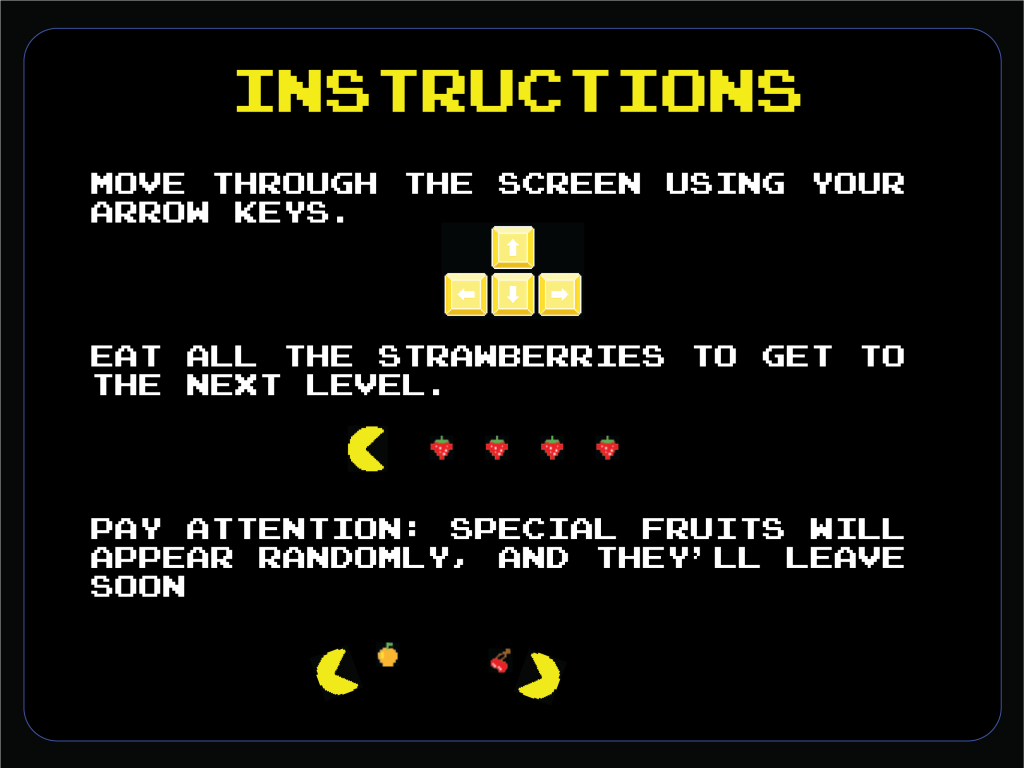 INSTRUCTIONS
MOVE THROUGH THE SCREEN USING YOUR
ARROW KEYS.
EAT ALL THE STRAWBERRIES TO GET TO
THE NEXT LEVEL.
PAY ATTENTION: SPECIAL FRUITS WILL
APPEAR RANDOMLY, AND THEY'LL LEAVE
SOON